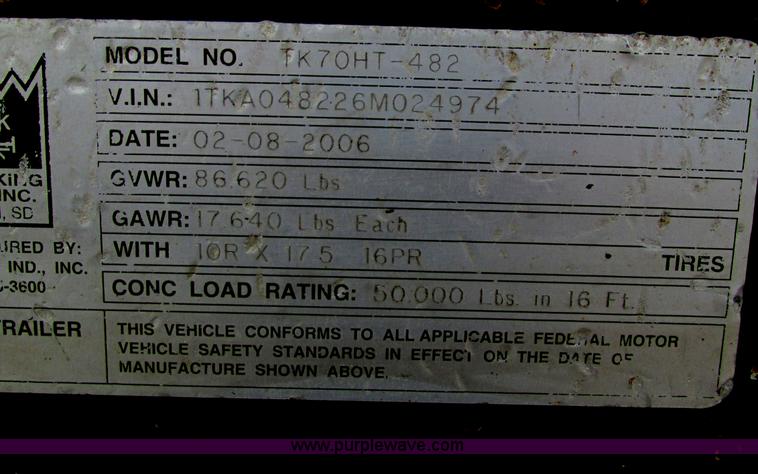 MODEL NO. TK70HT-482
V.I.N.: 1TKA048226M024974
DATE: 02-08-2006
GVWR: 86.620 Lbs
GAWR: 17.640 Lbs Each
WITH 10R X 17.5 16PR TIRES
CONC LOAD RATING: 50.000 Lbs. in 16 Ft.
THIS VEHICLE CONFORMS TO ALL APPLICABLE FEDERAL MOTOR
VEHICLE SAFETY STANDARDS IN EFFECT ON THE DATE OF
MANUFACTURE SHOWN ABOVE.
K
KING
INC.
, SD
IRED BY:
IND., INC.
-3600
TRAILER
www.purplewave.com